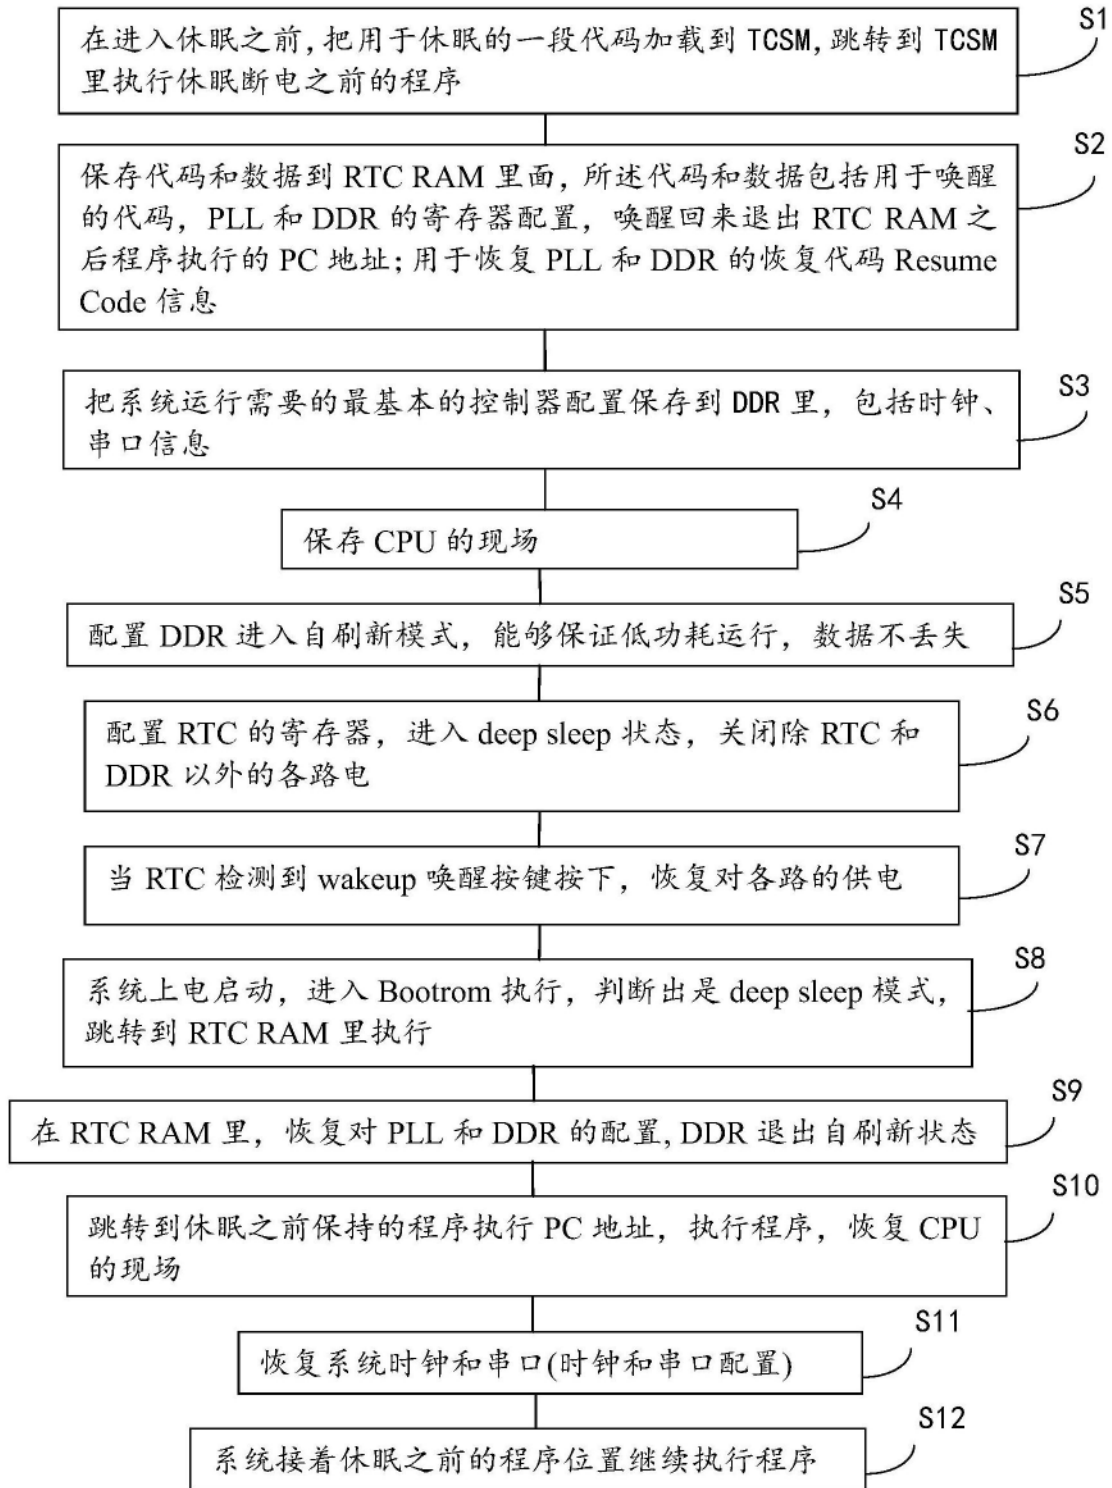 S1
在进入休眠之前,把用于休眠的一段代码加载到 TCSM,跳转到 TCSM
里执行休眠断电之前的程序
S2
保存代码和数据到 RTC RAM 里面，所述代码和数据包括用于唤醒
的代码，PLL 和 DDR 的寄存器配置，唤醒回来退出 RTC RAM 之
后程序执行的 PC 地址；用于恢复 PLL 和 DDR 的恢复代码 Resume
Code 信息
S3
把系统运行需要的最基本的控制器配置保存到 DDR 里，包括时钟、
串口信息
S4
保存 CPU 的现场
S5
配置 DDR 进入自刷新模式，能够保证低功耗运行，数据不丢失
S6
配置 RTC 的寄存器，进入 deep sleep 状态，关闭除 RTC 和
DDR 以外的各路电
S7
当 RTC 检测到 wakeup 唤醒按键按下，恢复对各路的供电
S8
系统上电启动，进入 Bootrom 执行，判断出是 deep sleep 模式，
跳转到 RTC RAM 里执行
S9
在 RTC RAM 里，恢复对 PLL 和 DDR 的配置, DDR 退出自刷新状态
S10
跳转到休眠之前保持的程序执行 PC 地址，执行程序，恢复 CPU
的现场
S11
恢复系统时钟和串口(时钟和串口配置)
S12
系统接着休眠之前的程序位置继续执行程序